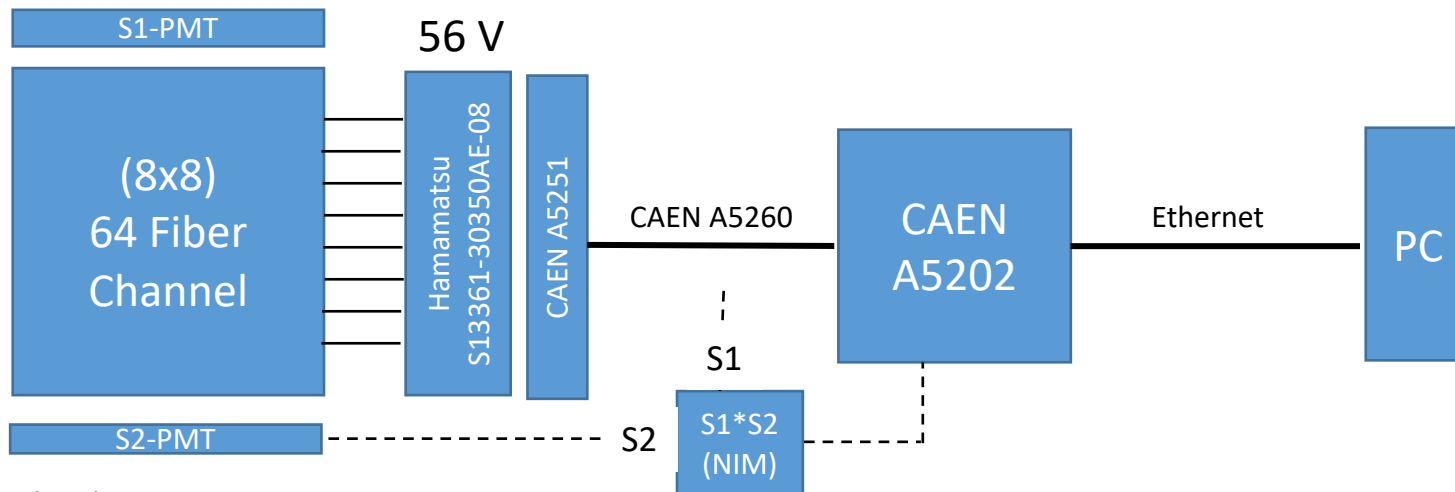 S1-PMT
56 V
(8x8)
64 Fiber
Channel
Hamamatsu
S13361-30350AE-08
CAEN A5251
CAEN A5260
CAEN
A5202
Ethernet
PC
S1
S2-PMT
S2
S1*S2
(NIM)